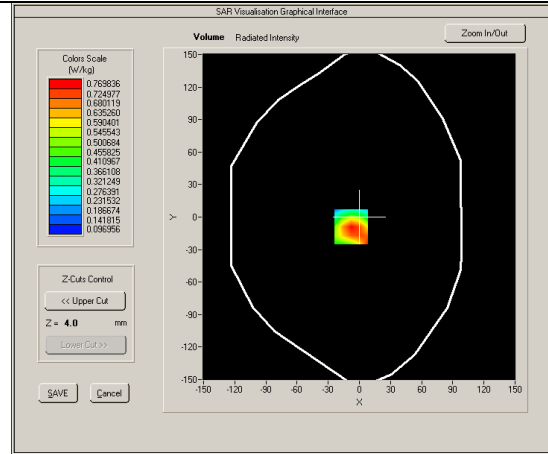 SAR Visualisation Graphical Interface
Volume Radiated Intensity
Zoom In/Out
Colors Scale
(W/kg)
0.769836
0.724977
0.680119
0.635260
0.590401
0.545543
0.500684
0.455825
0.410967
0.366108
0.321249
0.276391
0.231532
0.186674
0.141815
0.096956
Z-Cuts Control
<< Upper Cut
Z = 4.0 mm
Lower Cut >>
SAVE Cancel
Y
150
120
90
60
30
0
-30
-60
-90
-120
-150
-150 -120 -90 -60 -30 0 30 60 90 120 150
X